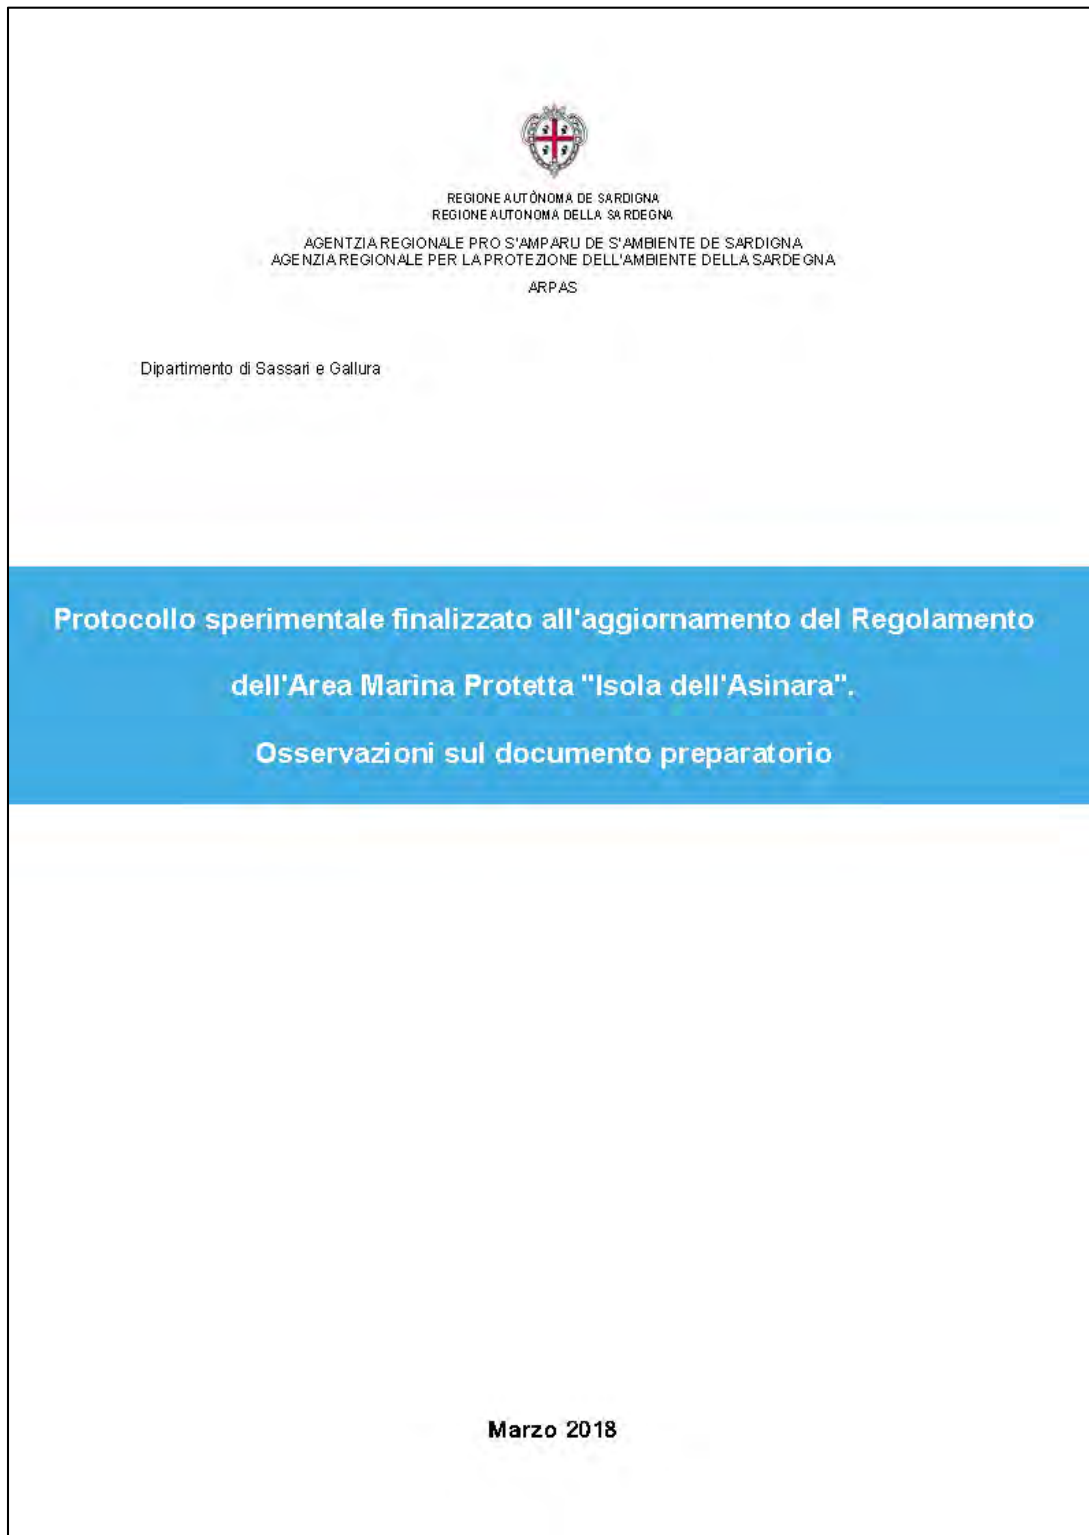 REGIONE AUTÒNOMA DE SARDIGNA
REGIONE AUTONOMA DELLA SARDEGNA
AGENTZIA REGIONALE PRO S'AMPARU DE S'AMBIENTE DE SARDIGNA
AGENZIA REGIONALE PER LA PROTEZIONE DELL'AMBIENTE DELLA SARDEGNA
ARPAS
Dipartimento di Sassari e Gallura
Protocollo sperimentale finalizzato all'aggiornamento del Regolamento
dell'Area Marina Protetta "Isola dell'Asinara".
Osservazioni sul documento preparatorio
Marzo 2018